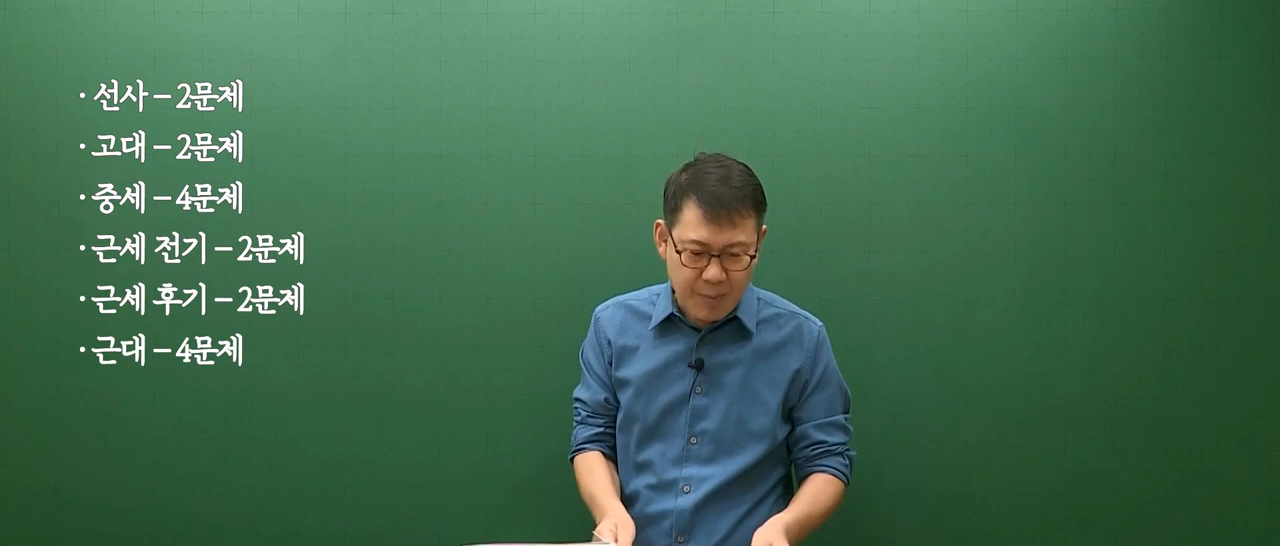 · 선사 – 2문제
· 고대 – 2문제
· 중세 – 4문제
· 근세 전기 – 2문제
· 근세 후기 – 2문제
· 근대 – 4문제